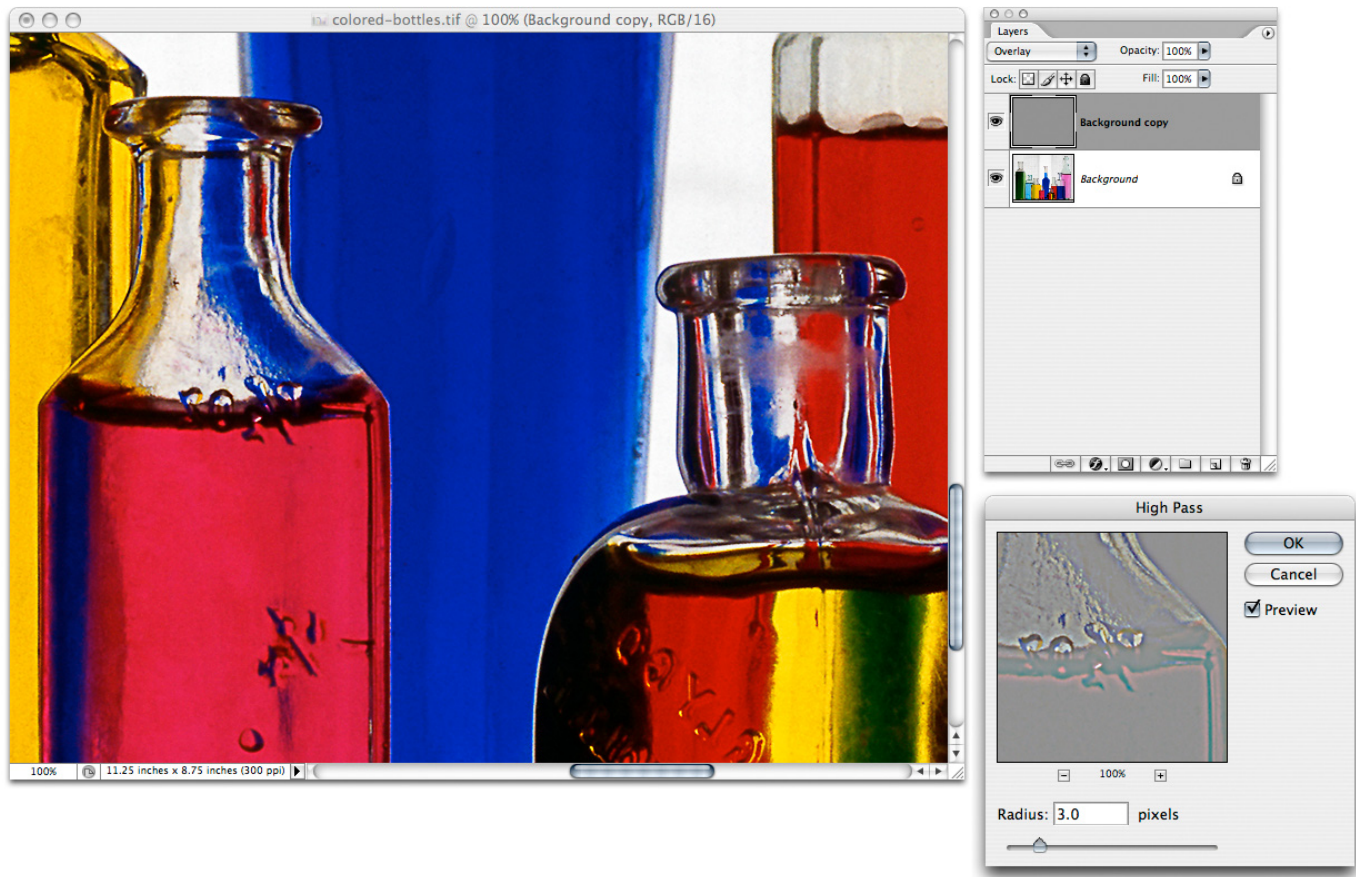 colored-bottles.tif @ 100% (Background copy, RGB/16)
100%
11.25 inches x 8.75 inches (300 ppi)
Layers
Overlay
Opacity: 100%
Lock:
Fill: 100%
Background copy
Background
High Pass
OK
Cancel
Preview
100%
Radius: 3.0 pixels